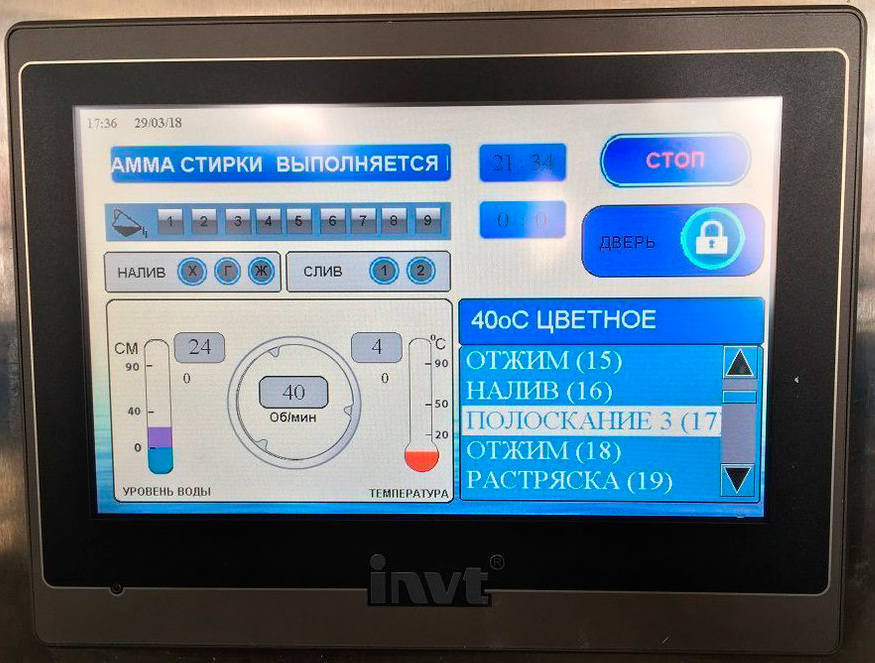 17:36 29/03/18
АММА СТИРКИ ВЫПОЛНЯЕТСЯ
21 : 34
СТОП
1 2 3 4 5 6 7 8 9
0 : 0
ДВЕРЬ
НАЛИВ Х Г Ж
СЛИВ 1 2
40оС ЦВЕТНОЕ
СМ 24
0
90
40
0
УРОВЕНЬ ВОДЫ
40
Об/мин
4 °C
0
90
50
20
ТЕМПЕРАТУРА
ОТЖИМ (15)
НАЛИВ (16)
ПОЛОСКАНИЕ 3 (17
ОТЖИМ (18)
РАСТРЯСКА (19)
invt®